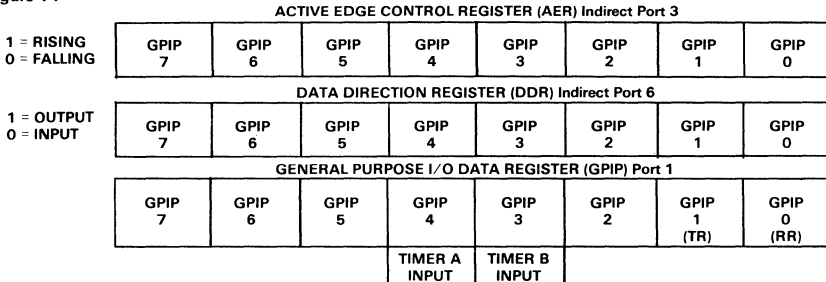 ACTIVE EDGE CONTROL REGISTER (AER) Indirect Port 3
1 = RISING
0 = FALLING
GPIP 7 GPIP 6 GPIP 5 GPIP 4 GPIP 3 GPIP 2 GPIP 1 GPIP 0
DATA DIRECTION REGISTER (DDR) Indirect Port 6
1 = OUTPUT
0 = INPUT
GPIP 7 GPIP 6 GPIP 5 GPIP 4 GPIP 3 GPIP 2 GPIP 1 GPIP 0
GENERAL PURPOSE I/O DATA REGISTER (GPIP) Port 1
GPIP 7 GPIP 6 GPIP 5 GPIP 4 GPIP 3 GPIP 2 GPIP 1 (TR) GPIP 0 (RR)
TIMER A INPUT TIMER B INPUT